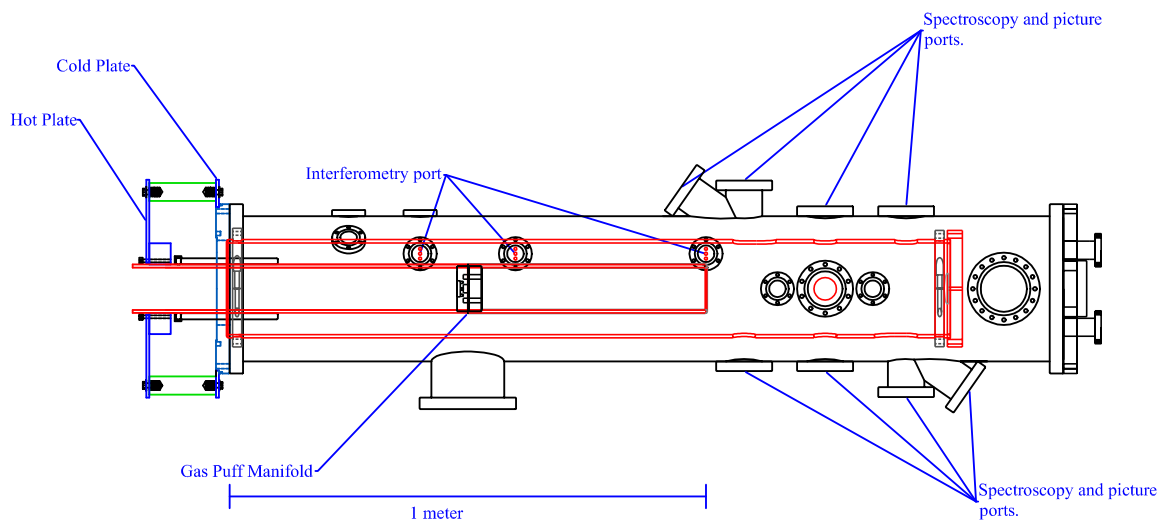 Spectroscopy and picture
ports.
Cold Plate
Hot Plate
Interferometry port
Gas Puff Manifold
1 meter
Spectroscopy and picture
ports.